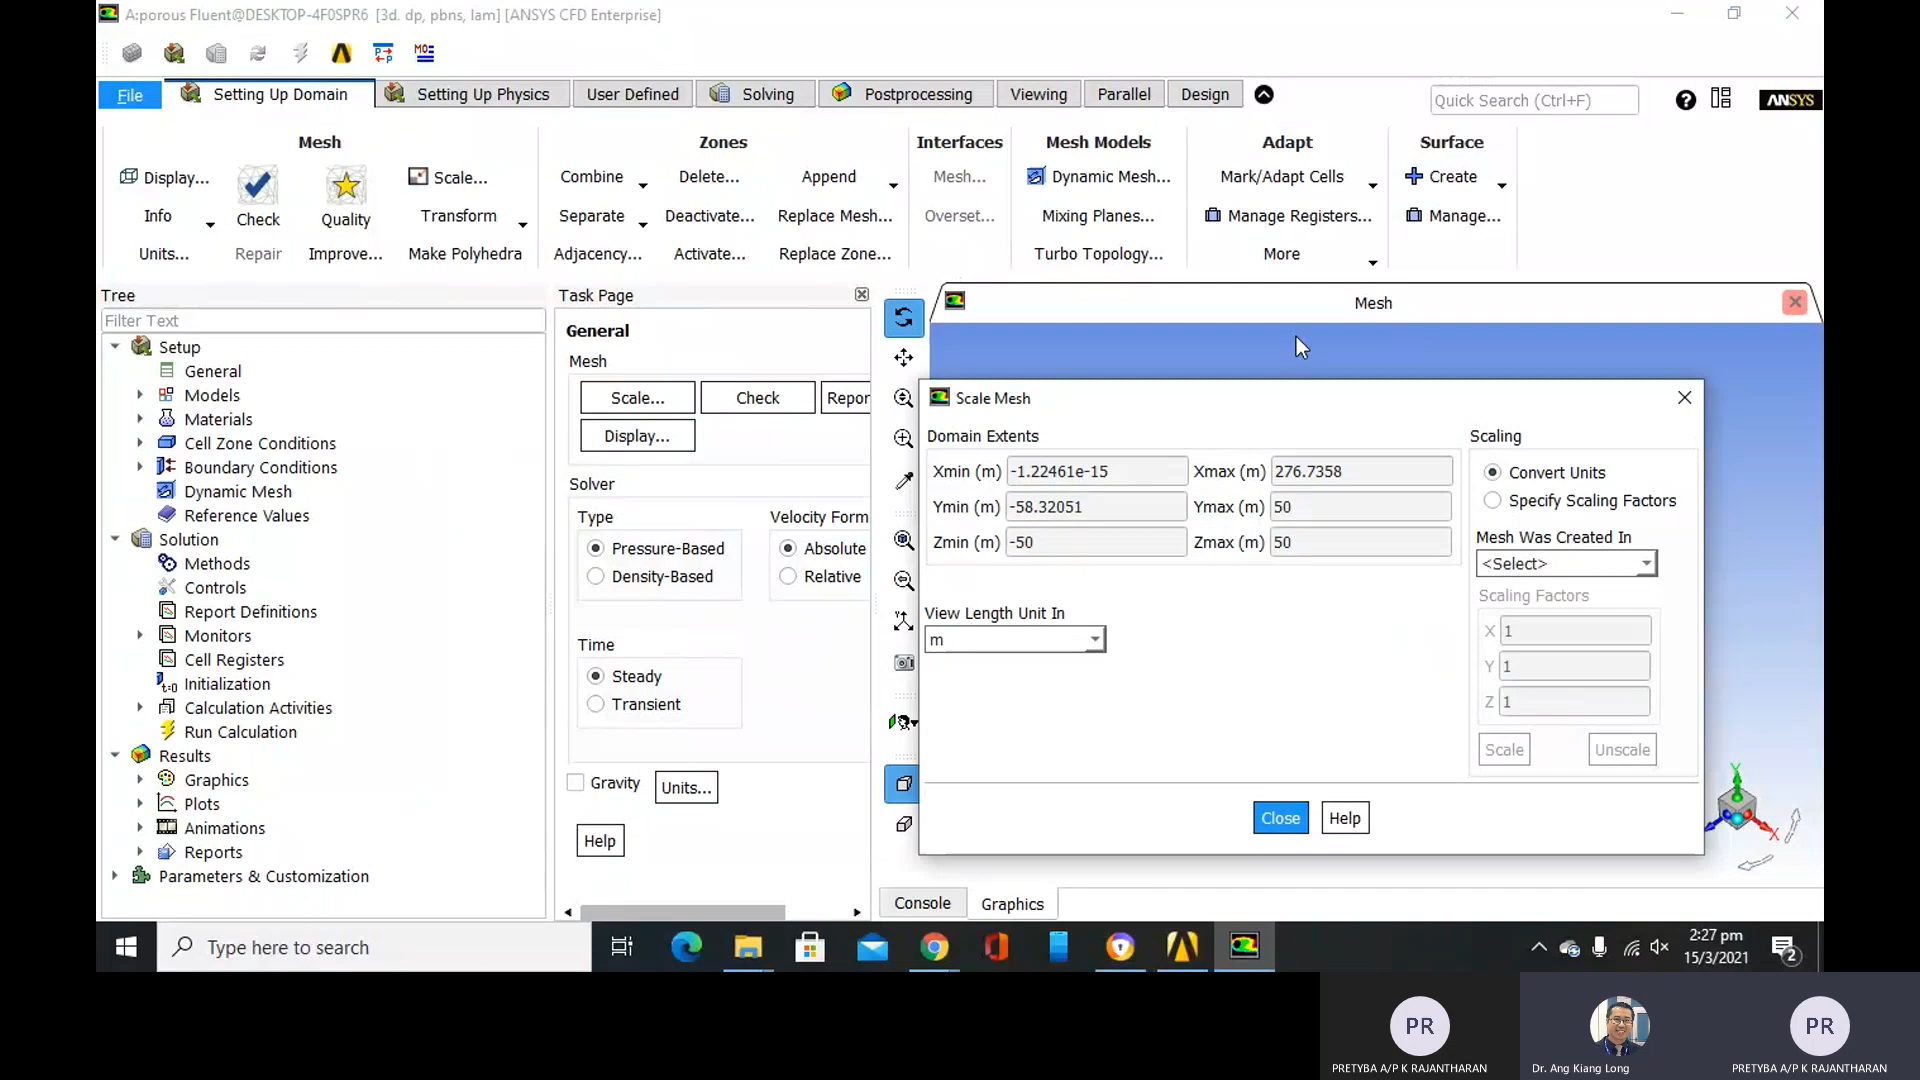 A:porous Fluent@DESKTOP-4F0SPR6 [3d, dp, pbns, lam] [ANSYS CFD Enterprise]
File
Setting Up Domain
Setting Up Physics
User Defined
Solving
Postprocessing
Viewing
Parallel
Design
Quick Search (Ctrl+F)
ANSYS
Mesh
Display...
Info
Units...
Check
Repair
Quality
Improve...
Scale...
Transform
Make Polyhedra
Zones
Combine
Delete...
Append
Separate
Deactivate...
Replace Mesh...
Adjacency...
Activate...
Replace Zone...
Interfaces
Mesh...
Overset...
Mesh Models
Dynamic Mesh...
Mixing Planes...
Turbo Topology...
Adapt
Mark/Adapt Cells
Manage Registers...
More
Surface
Create
Manage...
Tree
Filter Text
Setup
General
Models
Materials
Cell Zone Conditions
Boundary Conditions
Dynamic Mesh
Reference Values
Solution
Methods
Controls
Report Definitions
Monitors
Cell Registers
Initialization
Calculation Activities
Run Calculation
Results
Graphics
Plots
Animations
Reports
Parameters & Customization
Task Page
General
Mesh
Scale...
Check
Repor
Display...
Solver
Type
Pressure-Based
Density-Based
Velocity Form
Absolute
Relative
Time
Steady
Transient
Gravity
Units...
Help
Mesh
Scale Mesh
Domain Extents
Xmin (m) -1.22461e-15 Xmax (m) 276.7358
Ymin (m) -58.32051 Ymax (m) 50
Zmin (m) -50 Zmax (m) 50
View Length Unit In
m
Scaling
Convert Units
Specify Scaling Factors
Mesh Was Created In
<Select>
Scaling Factors
X 1
Y 1
Z 1
Scale
Unscale
Close
Help
Y
X
Console
Graphics
Type here to search
2:27 pm
15/3/2021
2
PR
PRETYBA A/P K RAJANTHARAN
Dr. Ang Kiang Long
PR
PRETYBA A/P K RAJANTHARAN